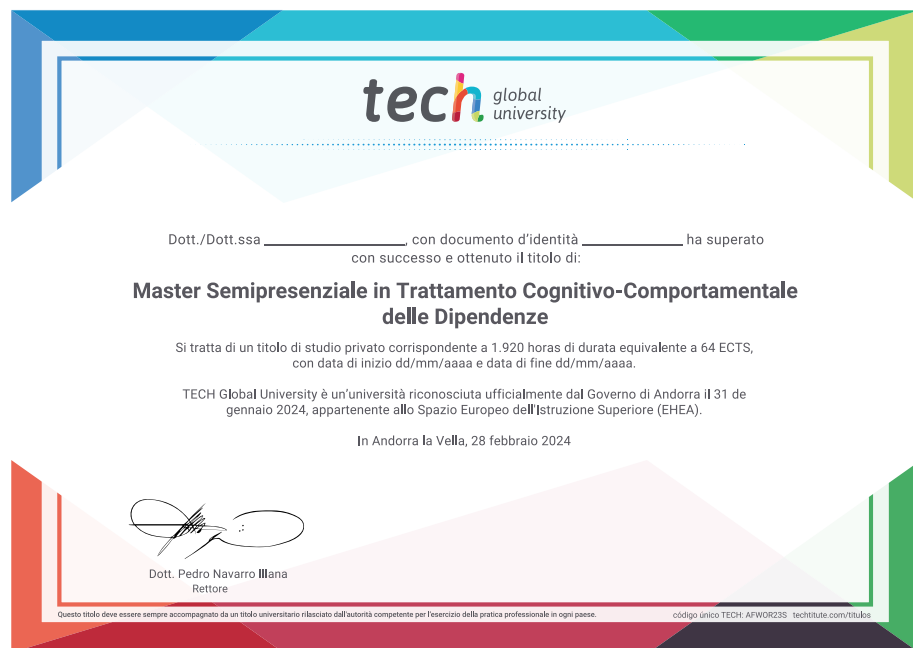 tech global university
Dott./Dott.ssa ____________________, con documento d'identità ______________ ha superato
con successo e ottenuto il titolo di:
Master Semipresenziale in Trattamento Cognitivo-Comportamentale
delle Dipendenze
Si tratta di un titolo di studio privato corrispondente a 1.920 horas di durata equivalente a 64 ECTS,
con data di inizio dd/mm/aaaa e data di fine dd/mm/aaaa.
TECH Global University è un'università riconosciuta ufficialmente dal Governo di Andorra il 31 de
gennaio 2024, appartenente allo Spazio Europeo dell'Istruzione Superiore (EHEA).
In Andorra la Vella, 28 febbraio 2024
Dott. Pedro Navarro Illana
Rettore
Questo titolo deve essere sempre accompagnato da un titolo universitario rilasciato dall'autorità competente per l'esercizio della pratica professionale in ogni paese.
código único TECH: AFWOR23S techtitute.com/titulos